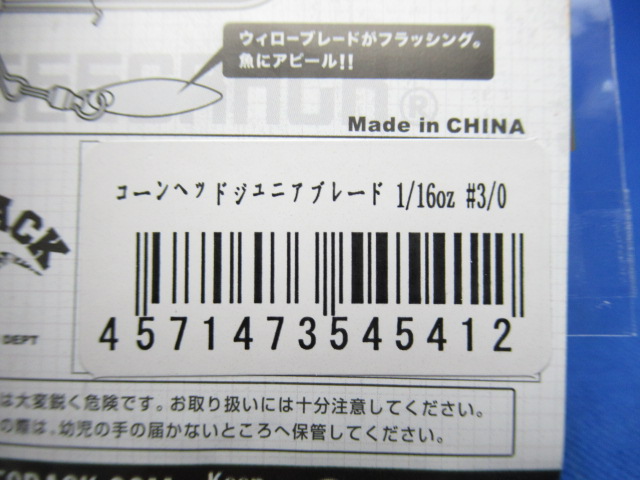 ウィローブレードがフラッシング。
魚にアピール!!
®
Made in CHINA
コーンヘッドジュニアブレード 1/16oz #3/0
4571473545412
DEPT
は大変鋭く危険です。お取り扱いには十分注意してください。
の際は、幼児の手の届かないところへ保管してください。